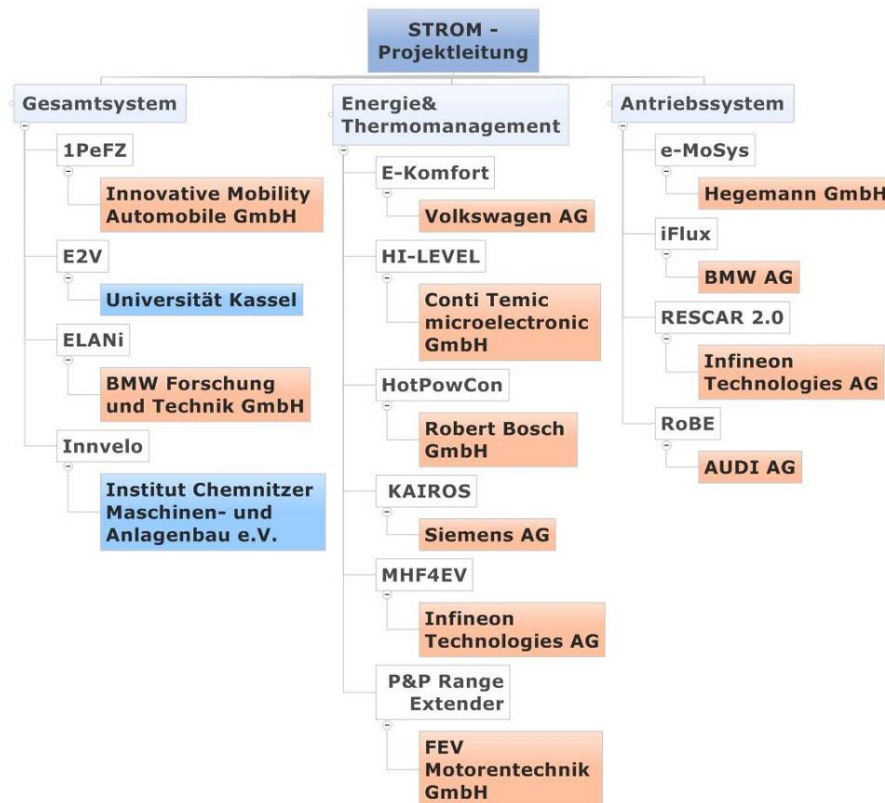 STROM -
Projektleitung
Gesamtsystem
1PeFZ
Innovative Mobility
Automobile GmbH
E2V
Universität Kassel
ELANi
BMW Forschung
und Technik GmbH
Innvelo
Institut Chemnitzer
Maschinen- und
Anlagenbau e.V.
Energie&
Thermomanagement
E-Komfort
Volkswagen AG
HI-LEVEL
Conti Temic
microelectronic
GmbH
HotPowCon
Robert Bosch
GmbH
KAIROS
Siemens AG
MHF4EV
Infineon
Technologies AG
P&P Range
Extender
FEV
Motorentechnik
GmbH
Antriebssystem
e-MoSys
Hegemann GmbH
iFlux
BMW AG
RESCAR 2.0
Infineon
Technologies AG
RoBE
AUDI AG